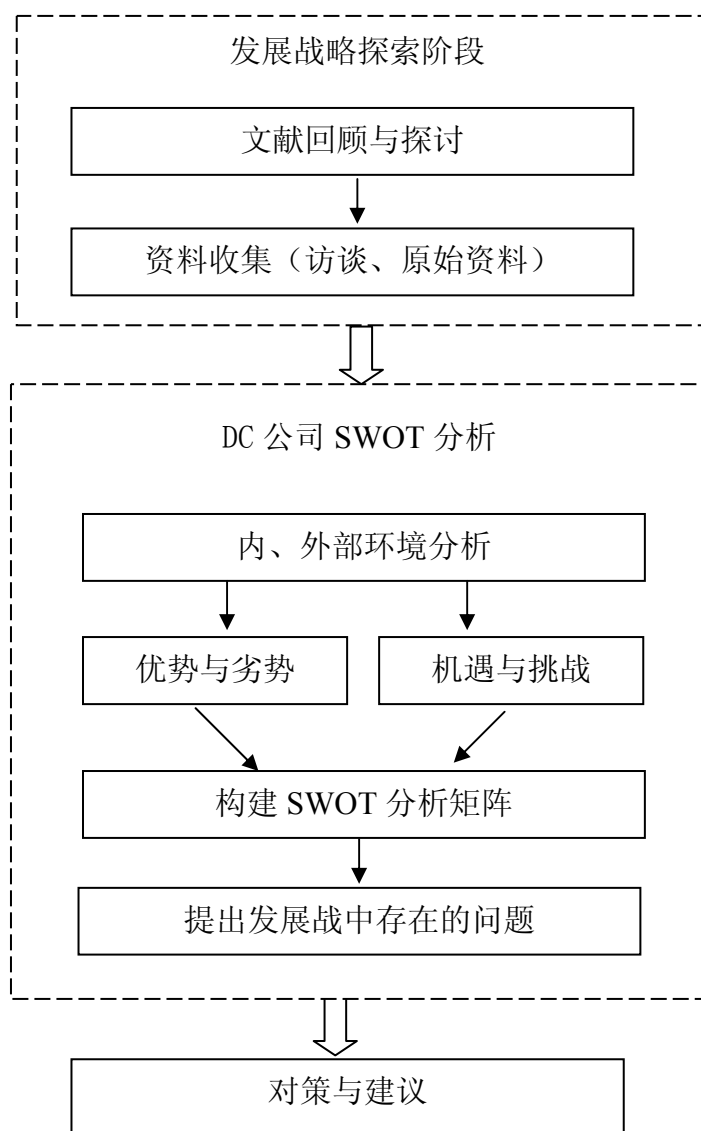 发展战略探索阶段
文献回顾与探讨
资料收集（访谈、原始资料）
DC 公司 SWOT 分析
内、外部环境分析
优势与劣势
机遇与挑战
构建 SWOT 分析矩阵
提出发展战中存在的问题
对策与建议